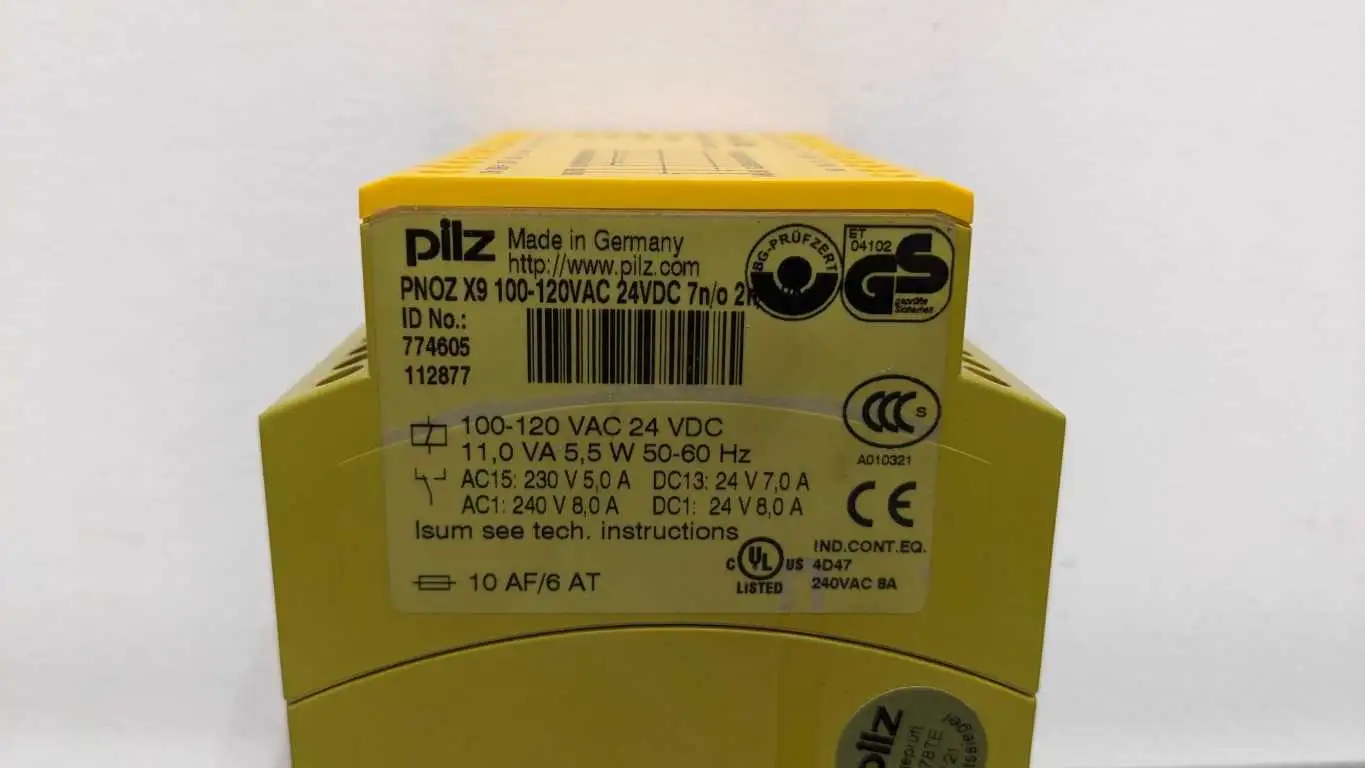 pilz Made in Germany
http://www.pilz.com
PNOZ X9 100-120VAC 24VDC 7n/o 2n
ID No.:
774605
112877
BG-PRÜFZERT
ET
04102
GS
geprüfte
Sicherheit
CCC S
A010321
100-120 VAC 24 VDC
11,0 VA 5,5 W 50-60 Hz
AC15: 230 V 5,0 A DC13: 24 V 7,0 A
AC1: 240 V 8,0 A DC1: 24 V 8,0 A
Isum see tech. instructions
CE
10 AF/6 AT
C UL US
LISTED
IND.CONT.EQ.
4D47
240VAC 8A
pilz